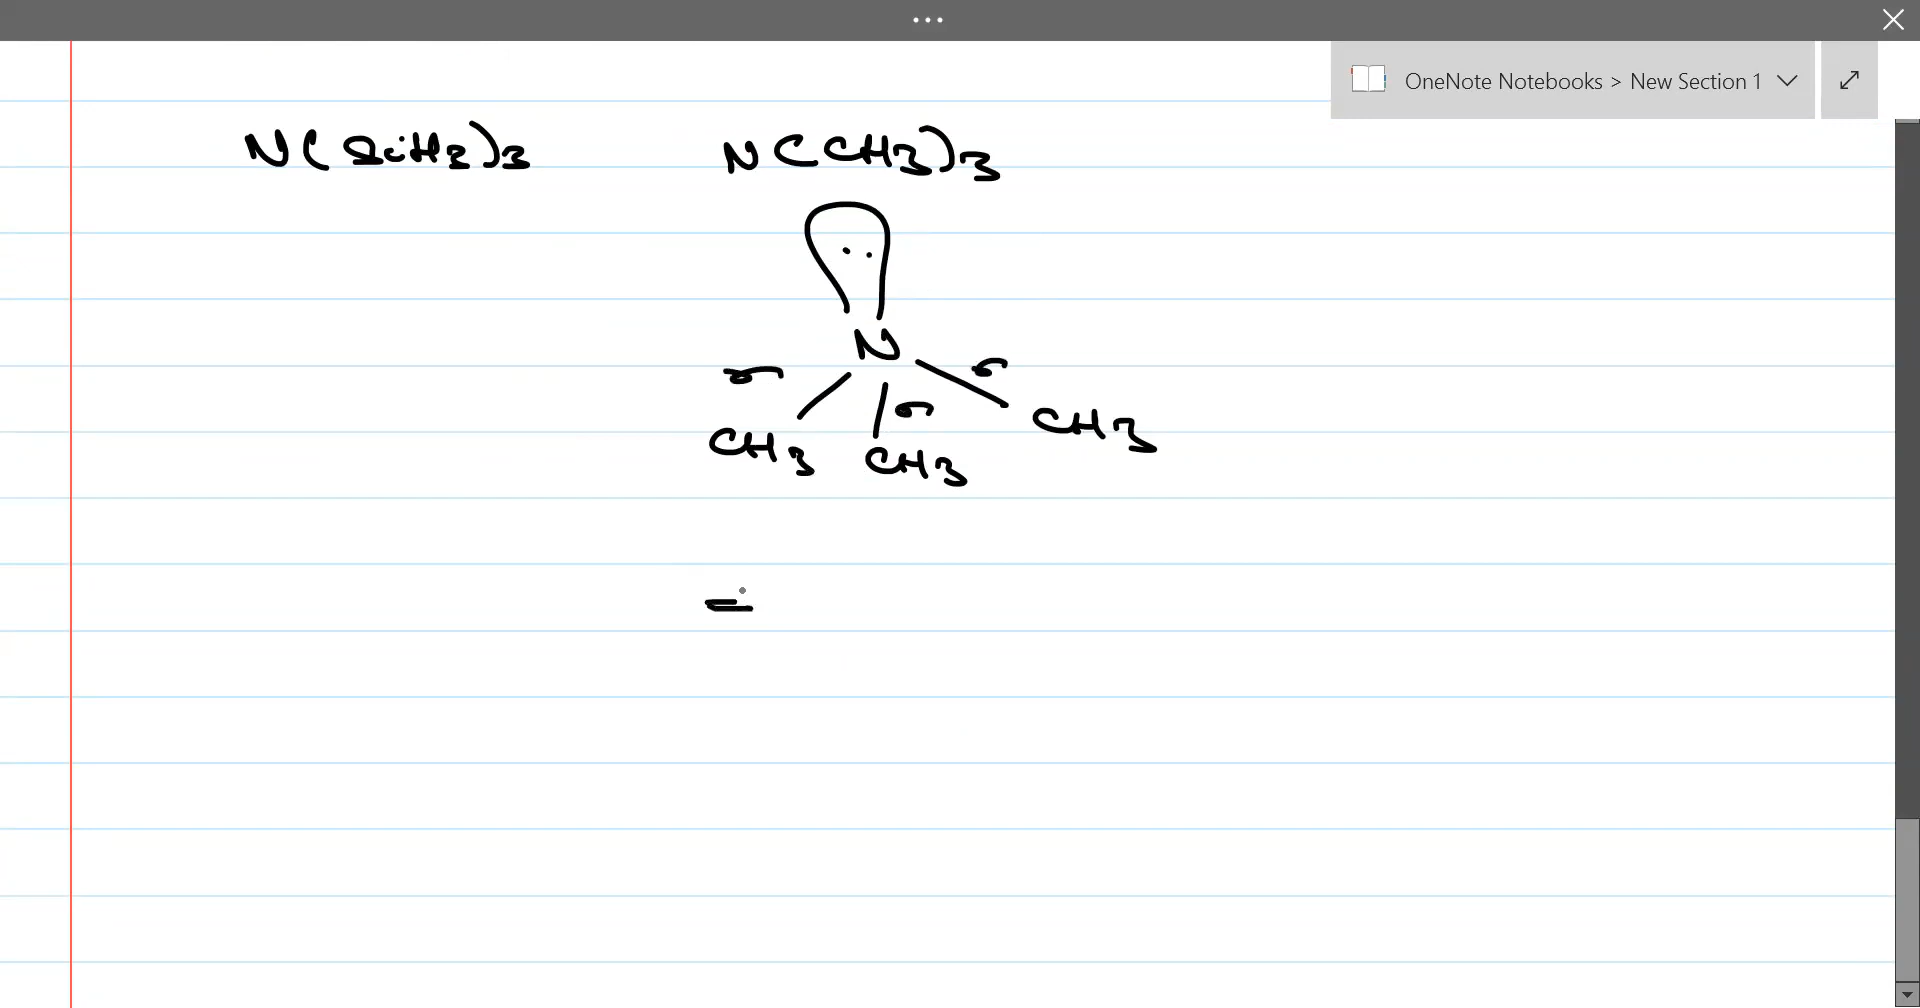 ...
OneNote Notebooks > New Section 1
N(SiH3)3 N(CH3)3
..
N
σ σ
σ
CH3 CH3 CH3
=